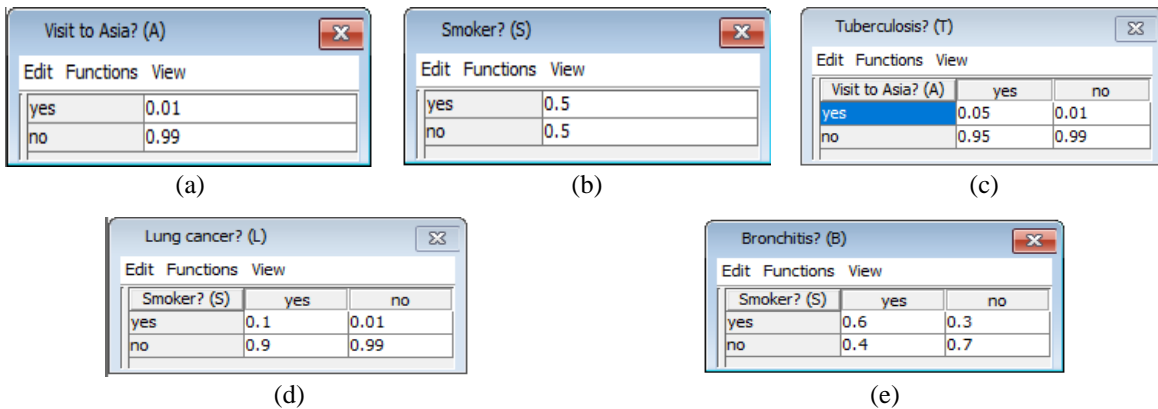 Visit to Asia? (A)
Edit Functions View
yes 0.01
no 0.99
(a)
Smoker? (S)
Edit Functions View
yes 0.5
no 0.5
(b)
Tuberculosis? (T)
Edit Functions View
Visit to Asia? (A) yes no
yes 0.05 0.01
no 0.95 0.99
(c)
Lung cancer? (L)
Edit Functions View
Smoker? (S) yes no
yes 0.1 0.01
no 0.9 0.99
(d)
Bronchitis? (B)
Edit Functions View
Smoker? (S) yes no
yes 0.6 0.3
no 0.4 0.7
(e)